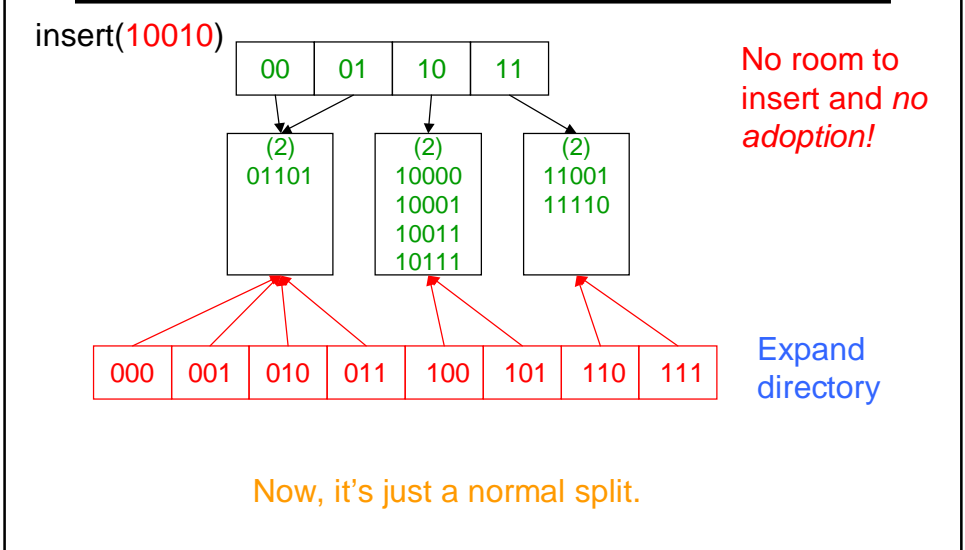 insert(10010)
00 01 10 11
No room to
insert and no
adoption!
(2)
01101
(2)
10000
10001
10011
10111
(2)
11001
11110
000 001 010 011 100 101 110 111
Expand
directory
Now, it's just a normal split.